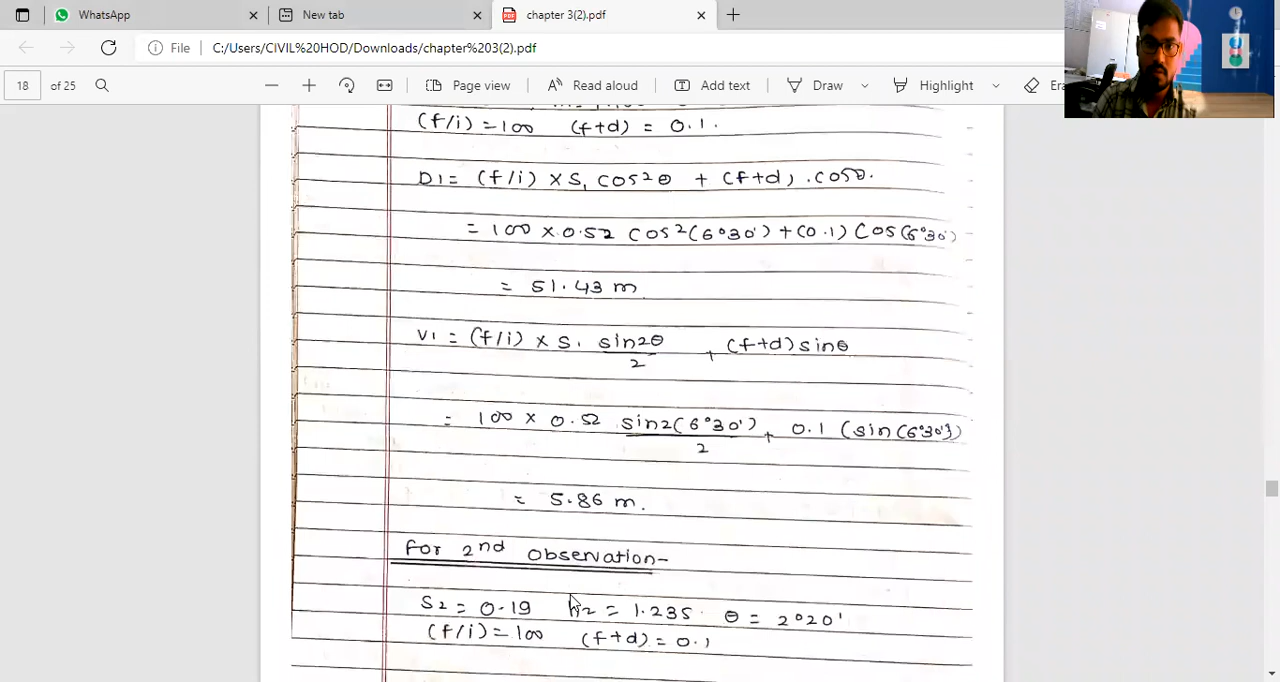 WhatsApp
New tab
chapter 3(2).pdf
File C:/Users/CIVIL%20HOD/Downloads/chapter%203(2).pdf
18 of 25
Page view
Read aloud
Add text
Draw
Highlight
Era
(f/i) = 100 (f+d) = 0.1.
D1 = (f/i) × S1 cos²θ + (f+d) . cosθ.
= 100 × 0.52 cos²(6°30') + (0.1) cos(6°30')
= 51.43 m.
V1 = (f/i) × S1 sin2θ/2 + (f+d) sinθ
= 100 × 0.52 sin2(6°30')/2 + 0.1 (sin(6°30'))
= 5.86 m.
For 2nd observation-
S2 = 0.19 h2 = 1.235. θ = 2°20'
(f/i) = 100 (f+d) = 0.1